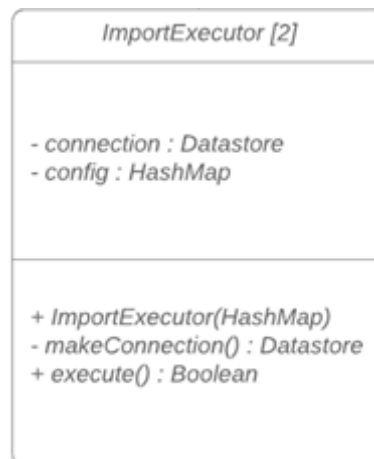 ImportExecutor [2]
- connection : Datastore
- config : HashMap
+ ImportExecutor(HashMap)
- makeConnection() : Datastore
+ execute() : Boolean